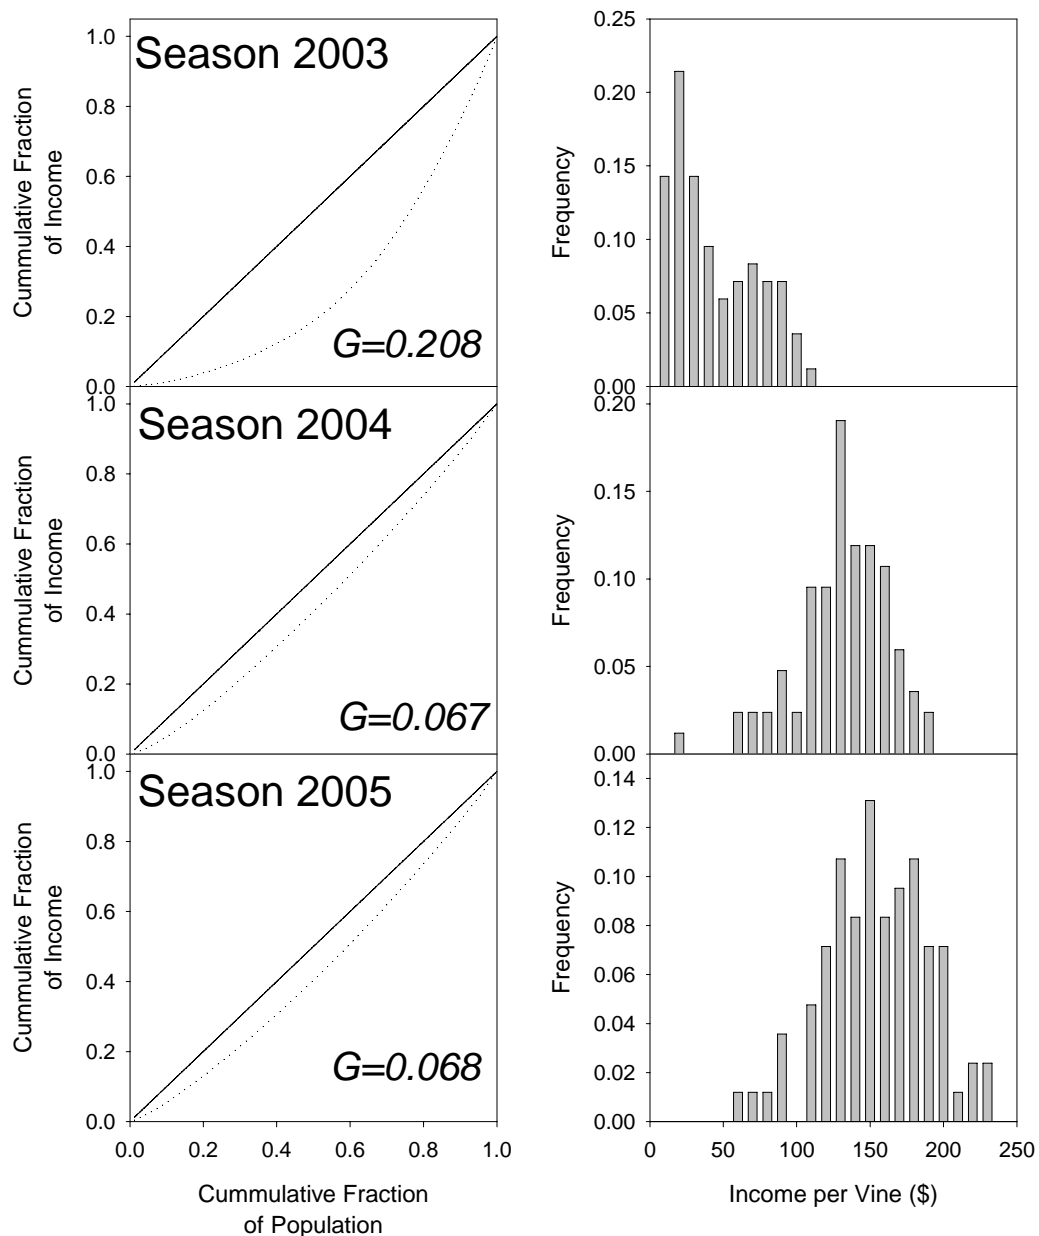 Season 2003
Cummulative Fraction
of Income
1.0
0.8
0.6
0.4
0.2
0.0
G=0.208
Frequency
0.25
0.20
0.15
0.10
0.05
0.00
Season 2004
Cummulative Fraction
of Income
1.0
0.8
0.6
0.4
0.2
0.0
G=0.067
Frequency
0.20
0.15
0.10
0.05
0.00
Season 2005
Cummulative Fraction
of Income
1.0
0.8
0.6
0.4
0.2
0.0
G=0.068
0.0 0.2 0.4 0.6 0.8 1.0
Cummulative Fraction
of Population
Frequency
0.14
0.12
0.10
0.08
0.06
0.04
0.02
0.00
0 50 100 150 200 250
Income per Vine ($)